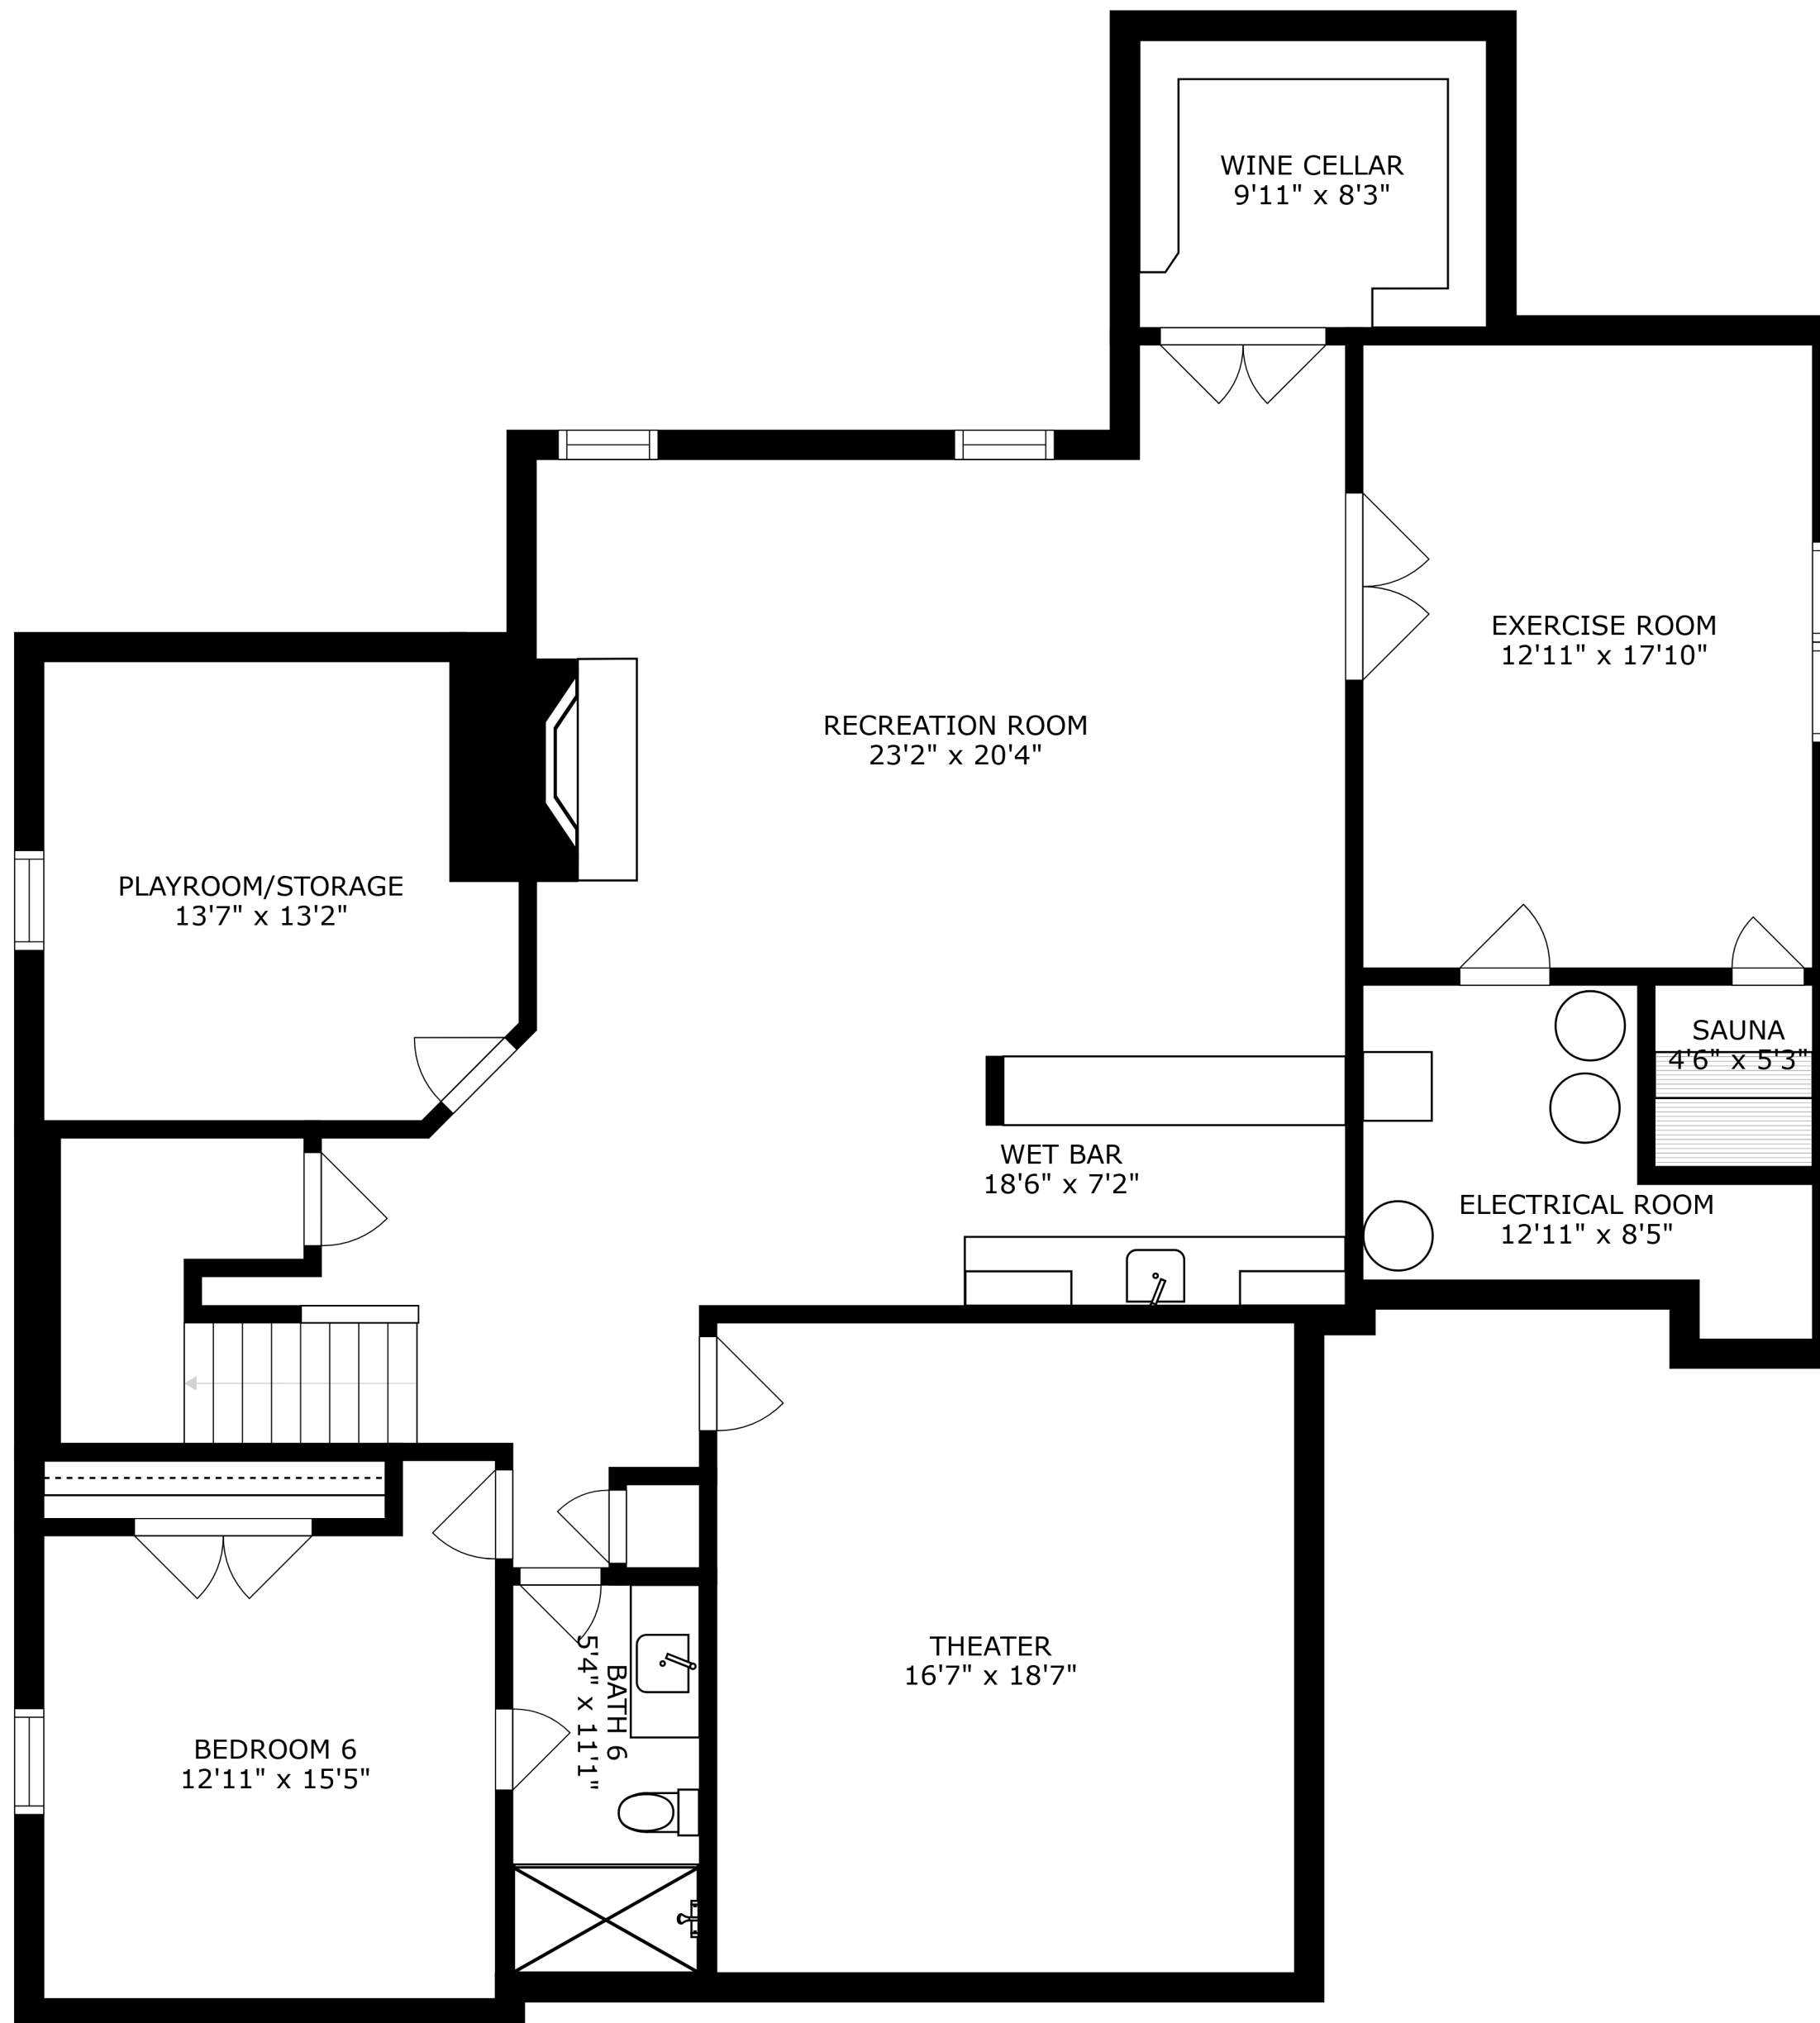 WINE CELLAR
9'11" x 8'3"
EXERCISE ROOM
12'11" x 17'10"
RECREATION ROOM
23'2" x 20'4"
PLAYROOM/STORAGE
13'7" x 13'2"
SAUNA
4'6" x 5'3"
WET BAR
18'6" x 7'2"
ELECTRICAL ROOM
12'11" x 8'5"
THEATER
16'7" x 18'7"
BATH 6
5'4" x 11'1"
BEDROOM 6
12'11" x 15'5"